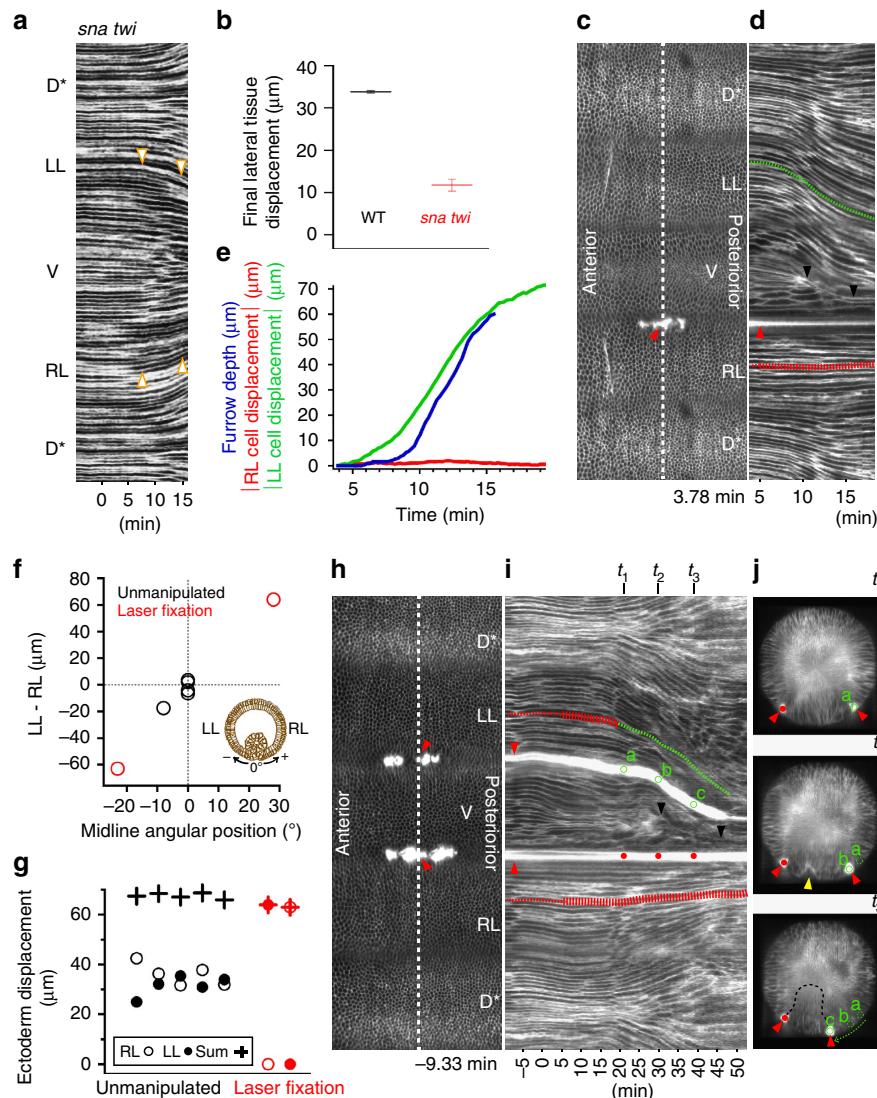 a
sna twi
D*
LL
V
RL
D*
0 5 10 15
(min)
b
Final lateral tissue
displacement (μm)
40
30
20
10
0
WT
sna twi
e
Furrow depth (μm)
|RL cell displacement| (μm)
|LL cell displacement| (μm)
70
60
50
40
30
20
10
0
5 10 15
Time (min)
c
D*
LL
Anterior
V
Posteriorior
RL
D*
3.78 min
d
5 10 15
(min)
f
LL - RL (μm)
80
60
40
20
0
−20
−40
−60
Unmanipulated
Laser fixation
LL
RL
− 0° +
−20 −10 0 10 20 30
Midline angular position (°)
g
Ectoderm displacement
(μm)
60
40
20
0
RL LL Sum
Unmanipulated
Laser fixation
h
D*
LL
Anterior
V
Posteriorior
RL
D*
−9.33 min
i
t1 t2 t3
a
b
c
−5 0 5 10 15 20 25 30 35 40 45 50
(min)
j
t
a
t
b a
t
c b a